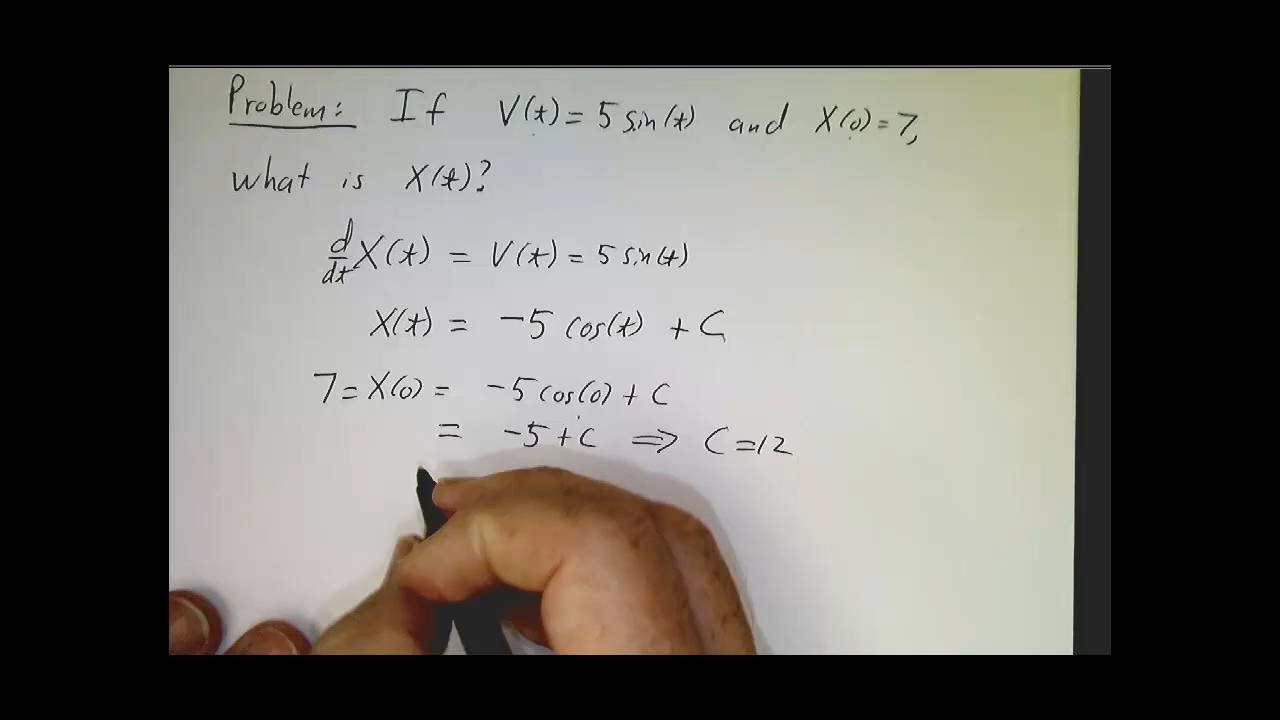 Problem: If V(t) = 5 sin(t) and X(0) = 7,
what is X(t)?
d/dt X(t) = V(t) = 5 sin(t)
X(t) = -5 cos(t) + C
7 = X(0) = -5 cos(0) + C
= -5 + C ⇒ C = 12